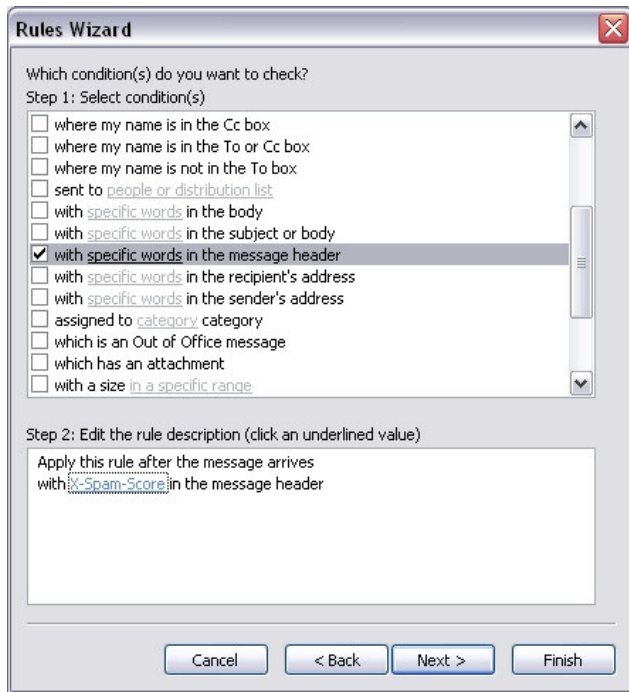 Rules Wizard
Which condition(s) do you want to check?
Step 1: Select condition(s)
where my name is in the Cc box
where my name is in the To or Cc box
where my name is not in the To box
sent to people or distribution list
with specific words in the body
with specific words in the subject or body
with specific words in the message header
with specific words in the recipient's address
with specific words in the sender's address
assigned to category category
which is an Out of Office message
which has an attachment
with a size in a specific range
Step 2: Edit the rule description (click an underlined value)
Apply this rule after the message arrives
with X-Spam-Score in the message header
Cancel < Back Next > Finish